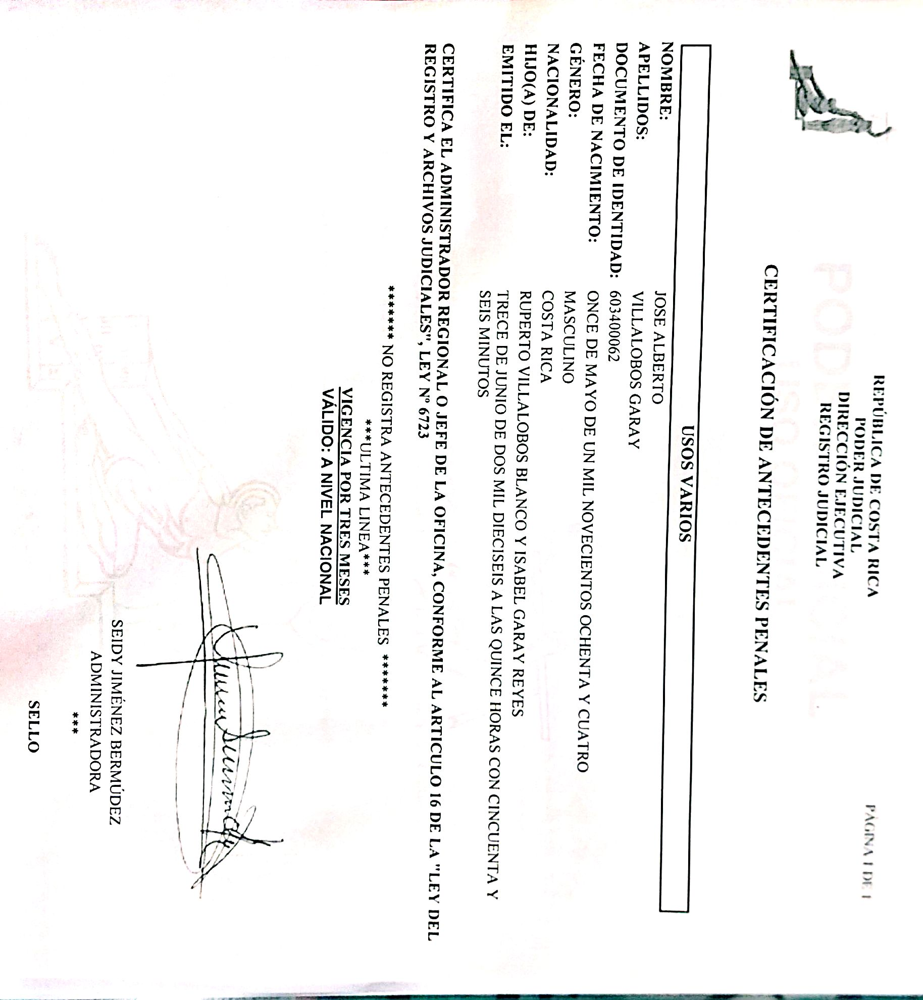 PÁGINA 1 DE 1
REPÚBLICA DE COSTA RICA
PODER JUDICIAL
DIRECCIÓN EJECUTIVA
REGISTRO JUDICIAL
CERTIFICACIÓN DE ANTECEDENTES PENALES
USOS VARIOS
NOMBRE: JOSE ALBERTO
APELLIDOS: VILLALOBOS GARAY
DOCUMENTO DE IDENTIDAD: 603400062
FECHA DE NACIMIENTO: ONCE DE MAYO DE UN MIL NOVECIENTOS OCHENTA Y CUATRO
GÉNERO: MASCULINO
NACIONALIDAD: COSTA RICA
HIJO(A) DE: RUPERTO VILLALOBOS BLANCO Y ISABEL GARAY REYES
EMITIDO EL: TRECE DE JUNIO DE DOS MIL DIECISEIS A LAS QUINCE HORAS CON CINCUENTA Y
SEIS MINUTOS
CERTIFICA EL ADMINISTRADOR REGIONAL O JEFE DE LA OFICINA, CONFORME AL ARTICULO 16 DE LA "LEY DEL
REGISTRO Y ARCHIVOS JUDICIALES", LEY Nº 6723
******* NO REGISTRA ANTECEDENTES PENALES *******
***ULTIMA LINEA***
VIGENCIA POR TRES MESES
VÁLIDO: A NIVEL NACIONAL
SEIDY JIMÉNEZ BERMÚDEZ
ADMINISTRADORA
***
SELLO